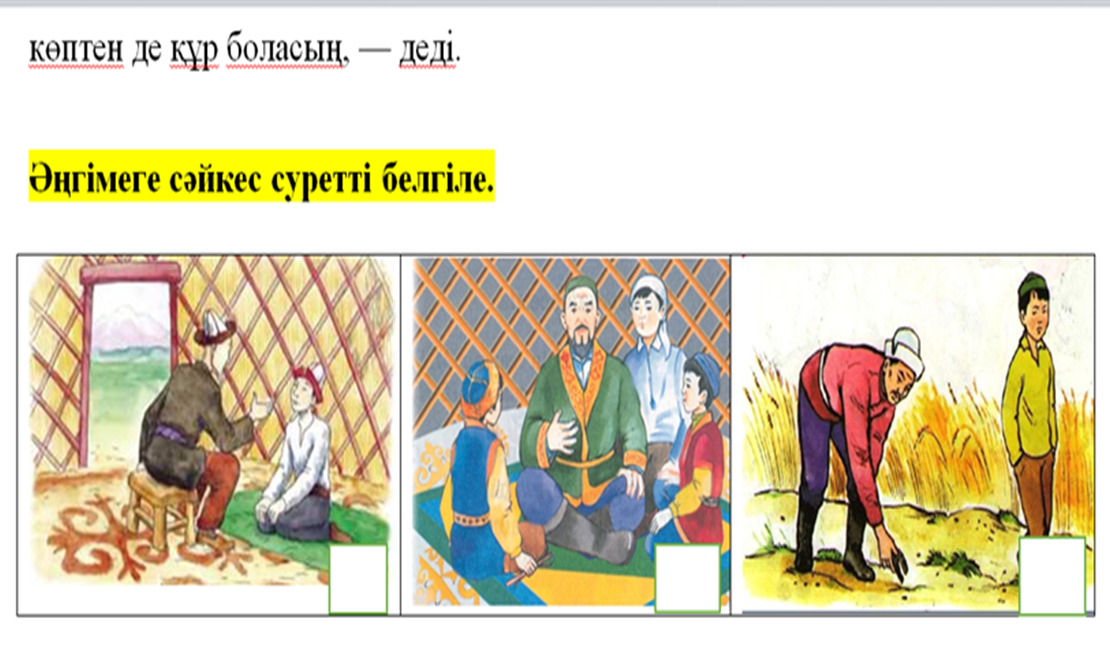 көптен де құр боласың, — деді.
Әңгімеге сәйкес суретті белгіле.